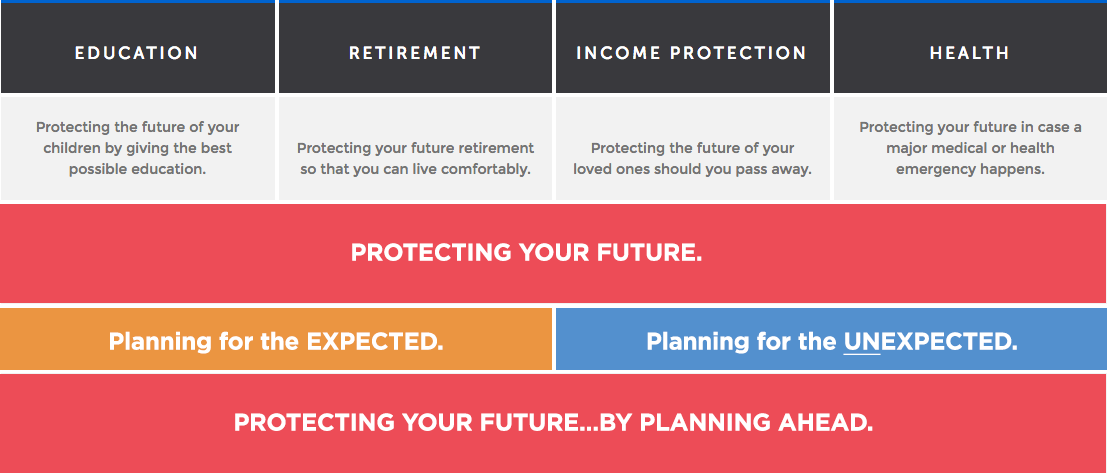 EDUCATION
RETIREMENT
INCOME PROTECTION
HEALTH
Protecting the future of your
children by giving the best
possible education.
Protecting your future retirement
so that you can live comfortably.
Protecting the future of your
loved ones should you pass away.
Protecting your future in case a
major medical or health
emergency happens.
PROTECTING YOUR FUTURE.
Planning for the EXPECTED.
Planning for the UNEXPECTED.
PROTECTING YOUR FUTURE...BY PLANNING AHEAD.